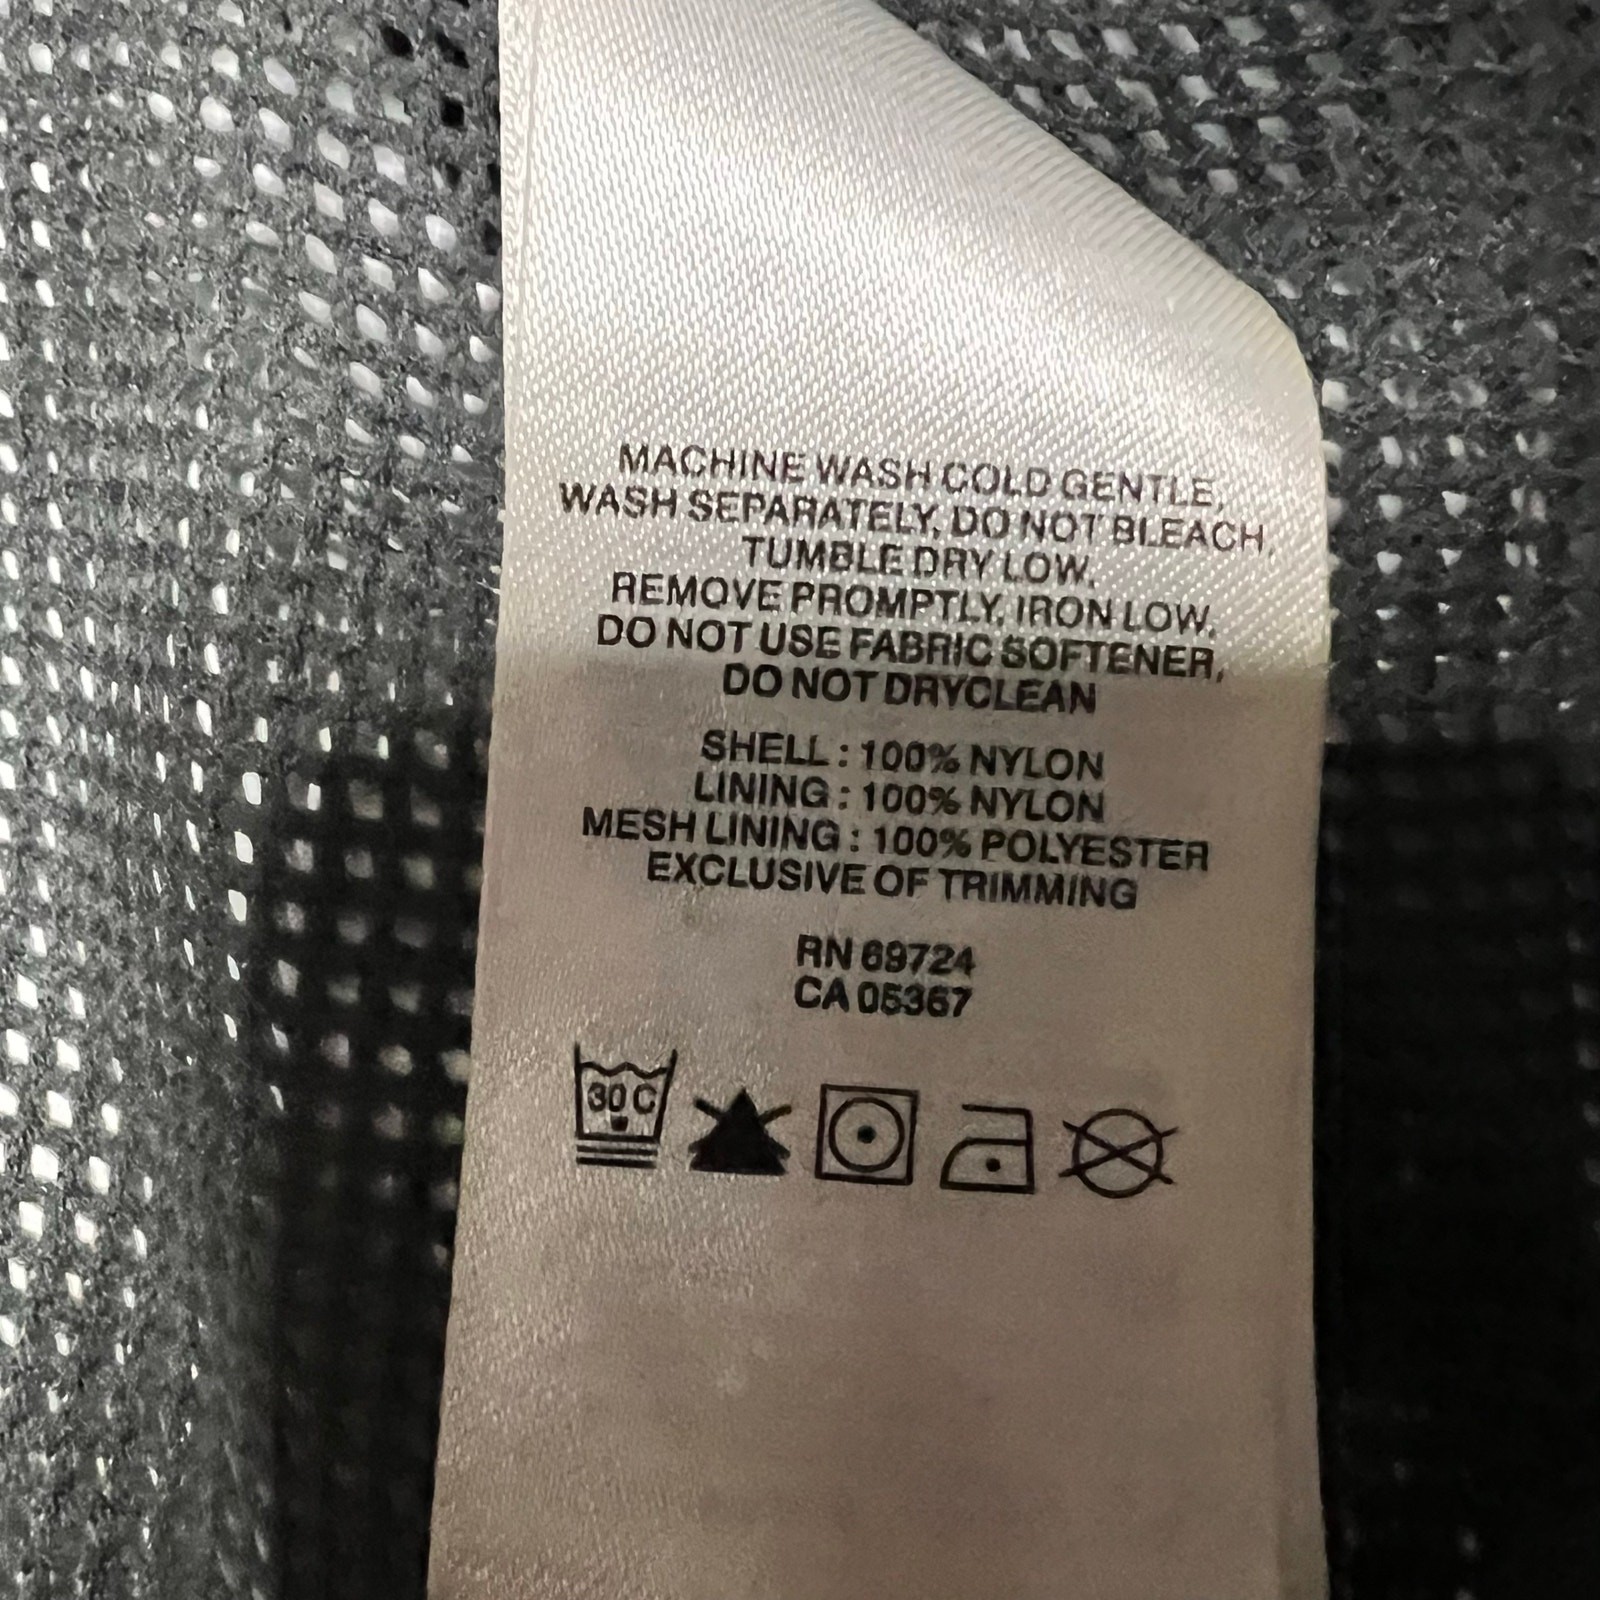 MACHINE WASH COLD GENTLE,
WASH SEPARATELY, DO NOT BLEACH,
TUMBLE DRY LOW,
REMOVE PROMPTLY, IRON LOW,
DO NOT USE FABRIC SOFTENER,
DO NOT DRYCLEAN
SHELL : 100% NYLON
LINING : 100% NYLON
MESH LINING : 100% POLYESTER
EXCLUSIVE OF TRIMMING
RN 69724
CA 05367
30 C